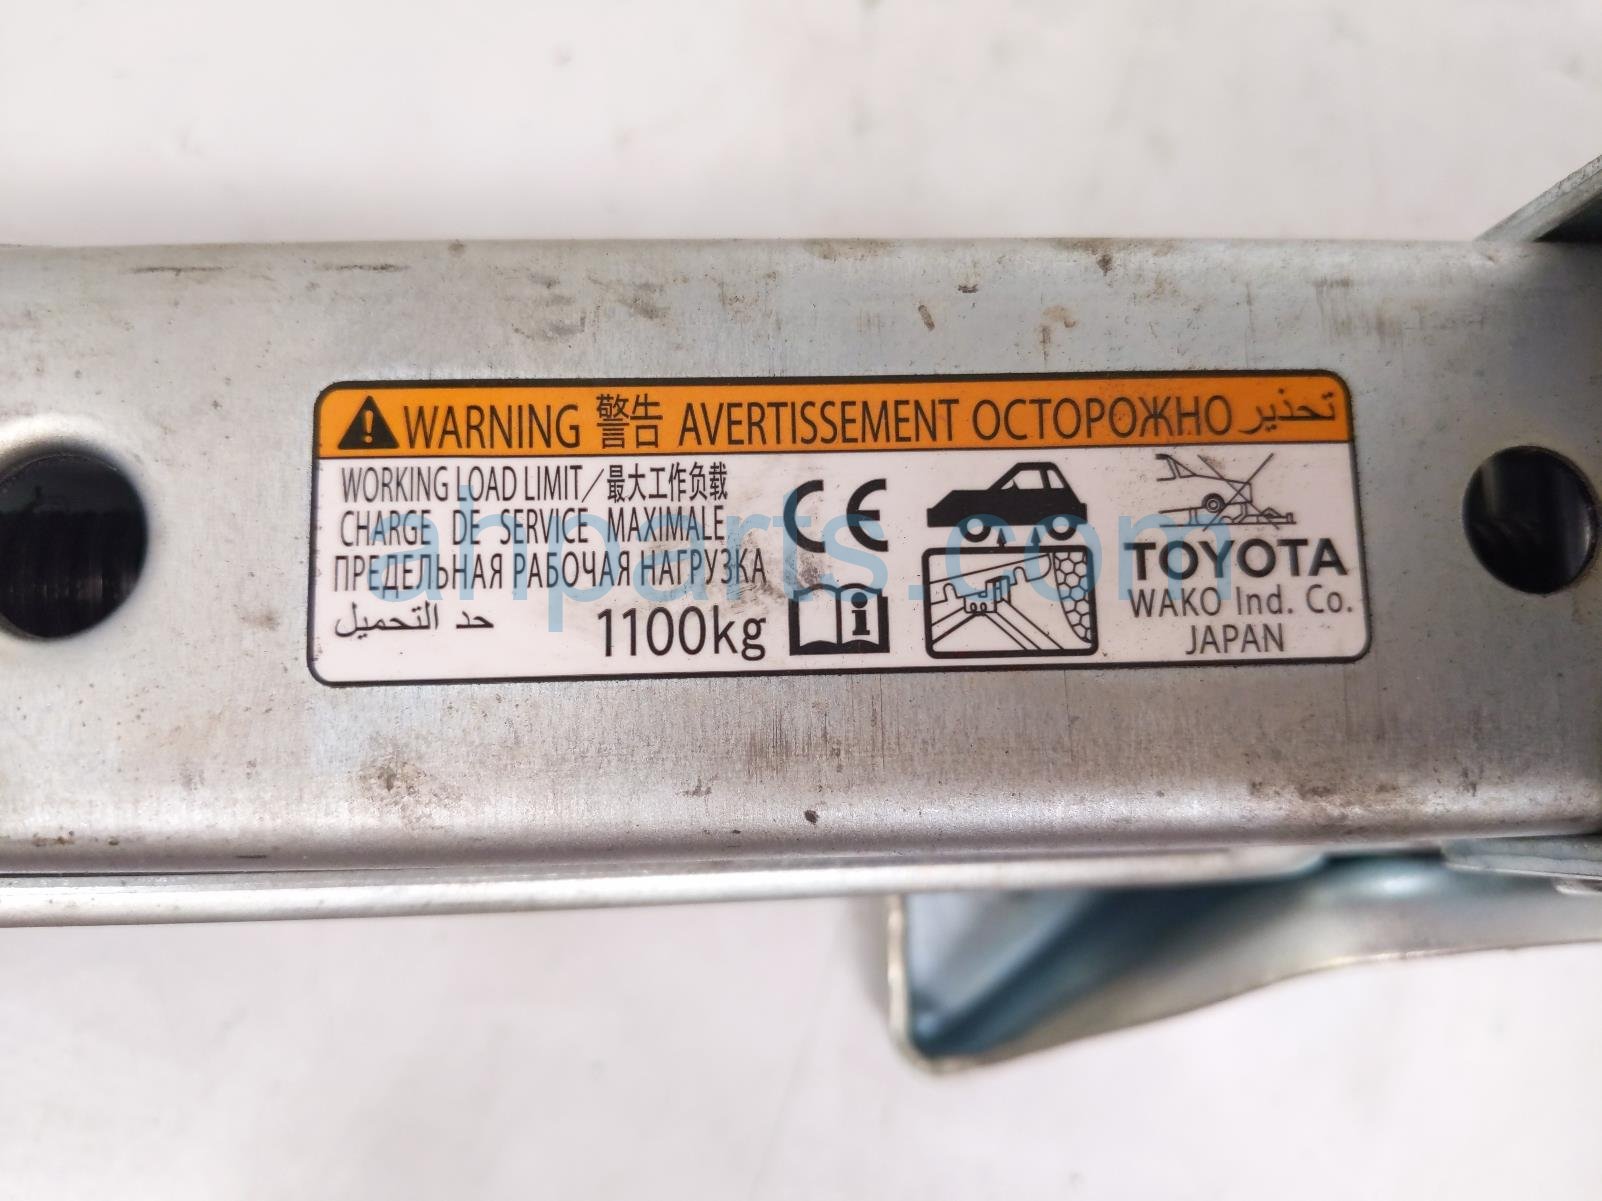 WARNING 警告 AVERTISSEMENT ОСТОРОЖНО تحذير
WORKING LOAD LIMIT/最大工作负载
CHARGE DE SERVICE MAXIMALE
ПРЕДЕЛЬНАЯ РАБОЧАЯ НАГРУЗКА
حد التحميل 1100kg
CE
i
TOYOTA
WAKO Ind. Co.
JAPAN
ahparts.com